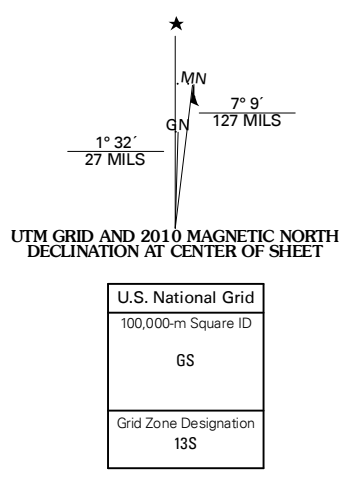 MN
GN
7° 9´
127 MILS
1° 32´
27 MILS
UTM GRID AND 2010 MAGNETIC NORTH
DECLINATION AT CENTER OF SHEET
U.S. National Grid
100,000-m Square ID
GS
Grid Zone Designation
13S